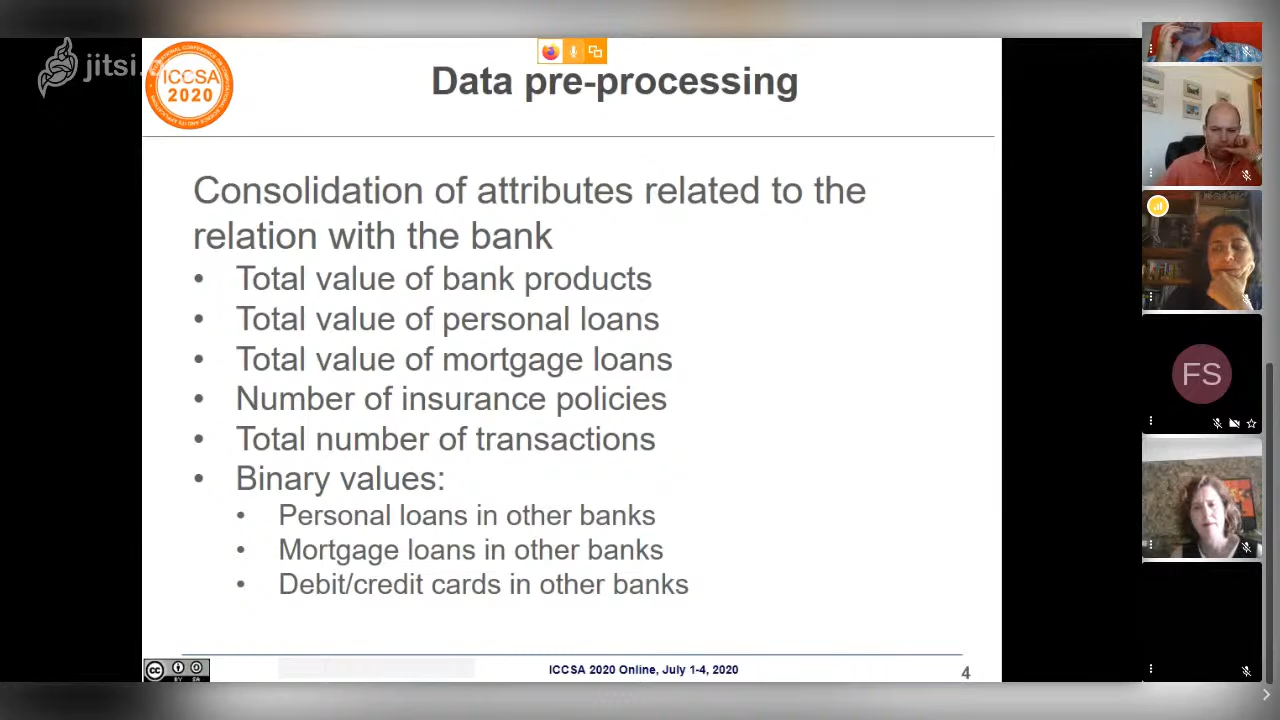 jitsi.
ICCSA
2020
Data pre-processing
Consolidation of attributes related to the
relation with the bank
• Total value of bank products
• Total value of personal loans
• Total value of mortgage loans
• Number of insurance policies
• Total number of transactions
• Binary values:
• Personal loans in other banks
• Mortgage loans in other banks
• Debit/credit cards in other banks
FS
cc
BY SA
ICCSA 2020 Online, July 1-4, 2020
4